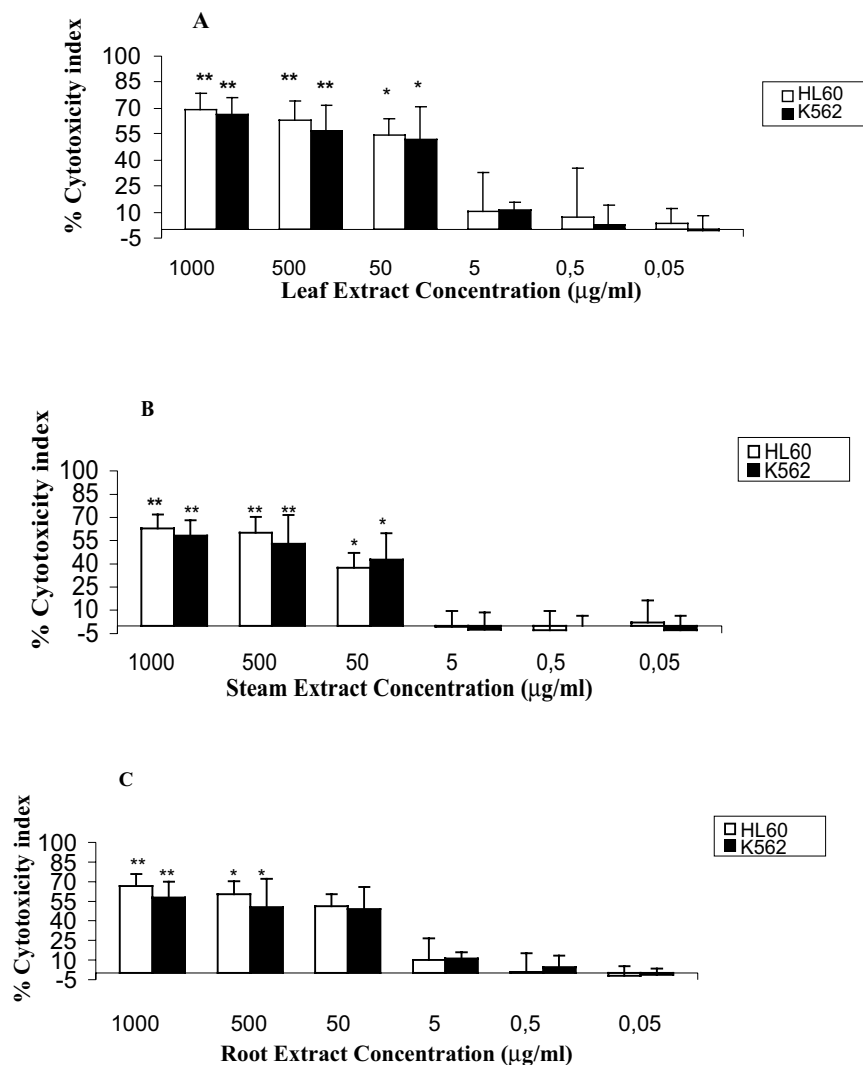 A
% Cytotoxicity index
100
85
70
55
40
25
10
-5
** ** ** ** * *
HL60
K562
1000 500 50 5 0,5 0,05
Leaf Extract Concentration (μg/ml)
B
% Cytotoxicity index
100
85
70
55
40
25
10
-5
** ** ** ** * *
HL60
K562
1000 500 50 5 0,5 0,05
Steam Extract Concentration (μg/ml)
C
% Cytotoxicity index
100
85
70
55
40
25
10
-5
** ** * *
HL60
K562
1000 500 50 5 0,5 0,05
Root Extract Concentration (μg/ml)